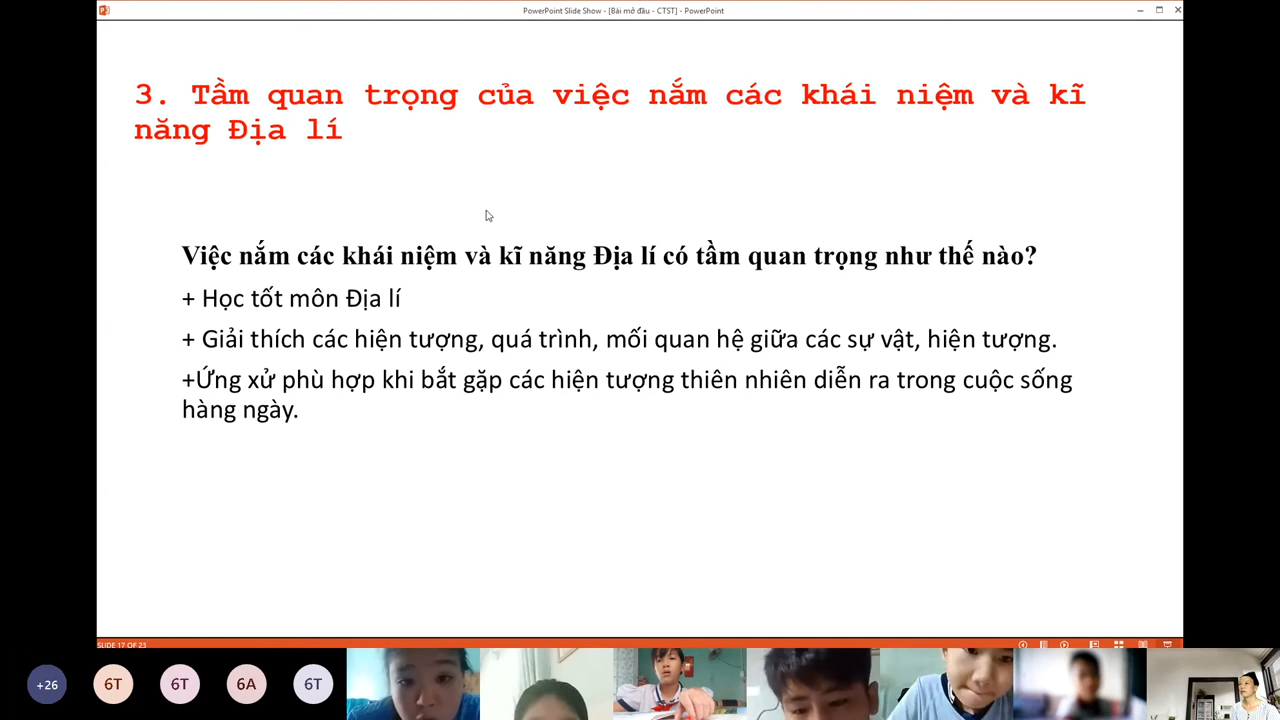 PowerPoint Slide Show - [Bài mở đầu - CTST] - PowerPoint
3. Tầm quan trọng của việc nắm các khái niệm và kĩ
năng Địa lí
Việc nắm các khái niệm và kĩ năng Địa lí có tầm quan trọng như thế nào?
+ Học tốt môn Địa lí
+ Giải thích các hiện tượng, quá trình, mối quan hệ giữa các sự vật, hiện tượng.
+Ứng xử phù hợp khi bắt gặp các hiện tượng thiên nhiên diễn ra trong cuộc sống
hàng ngày.
SLIDE 17 OF 23
+26 6T 6T 6A 6T